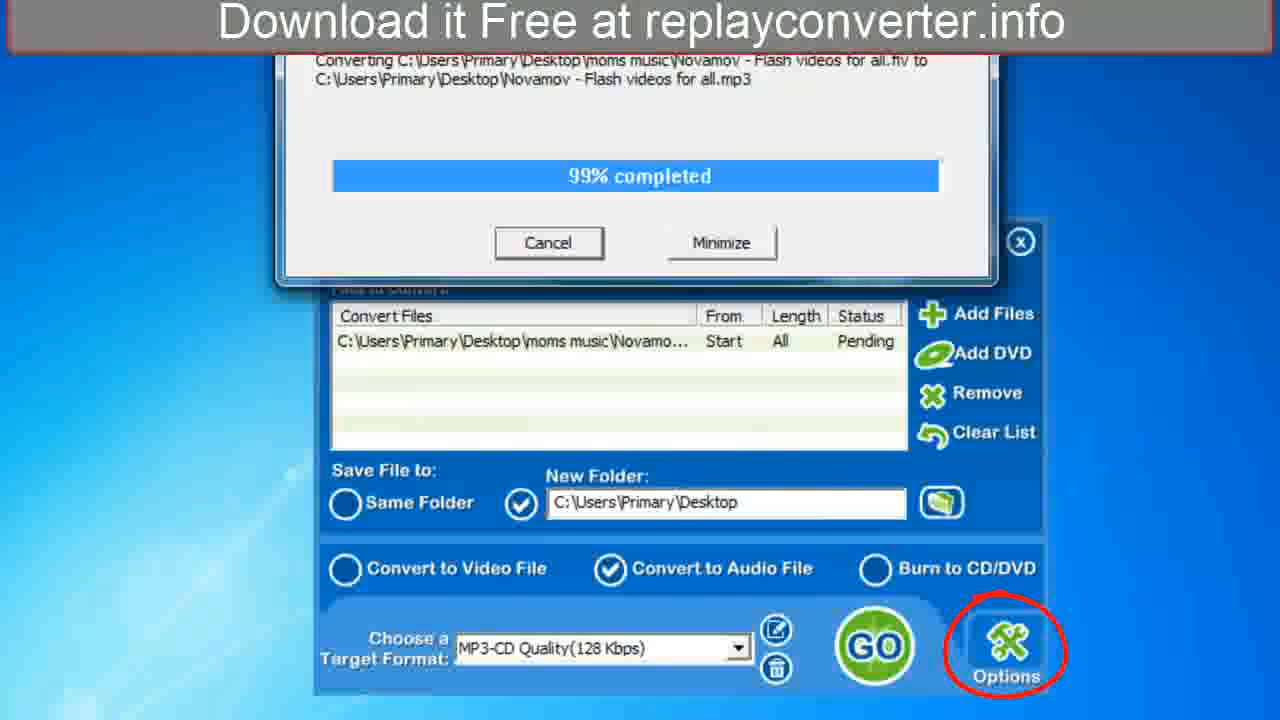 Download it Free at replayconverter.info
Converting C:\Users\Primary\Desktop\moms music\Novamov - Flash videos for all.flv to
C:\Users\Primary\Desktop\Novamov - Flash videos for all.mp3
99% completed
Cancel
Minimize
X
Files to Convert
Convert Files From Length Status
C:\Users\Primary\Desktop\moms music\Novamo... Start All Pending
Add Files
Add DVD
Remove
Clear List
Save File to:
New Folder:
Same Folder
C:\Users\Primary\Desktop
Convert to Video File
Convert to Audio File
Burn to CD/DVD
Choose a
Target Format:
MP3-CD Quality(128 Kbps)
GO
Options